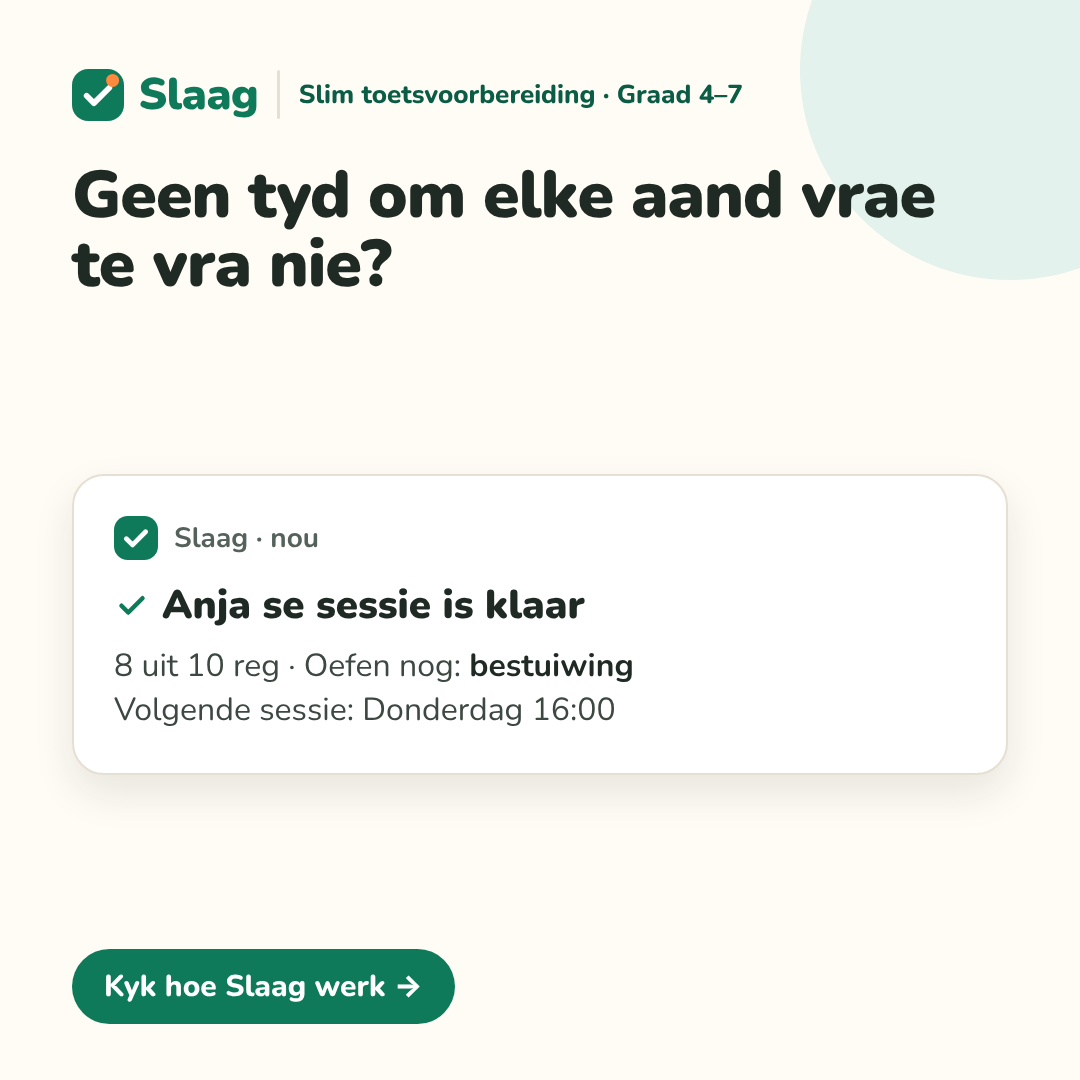 Slaag
Slim toetsvoorbereiding · Graad 4–7
Geen tyd om elke aand vrae
te vra nie?
Slaag · nou
Anja se sessie is klaar
8 uit 10 reg · Oefen nog: bestuiwing
Volgende sessie: Donderdag 16:00
Kyk hoe Slaag werk →